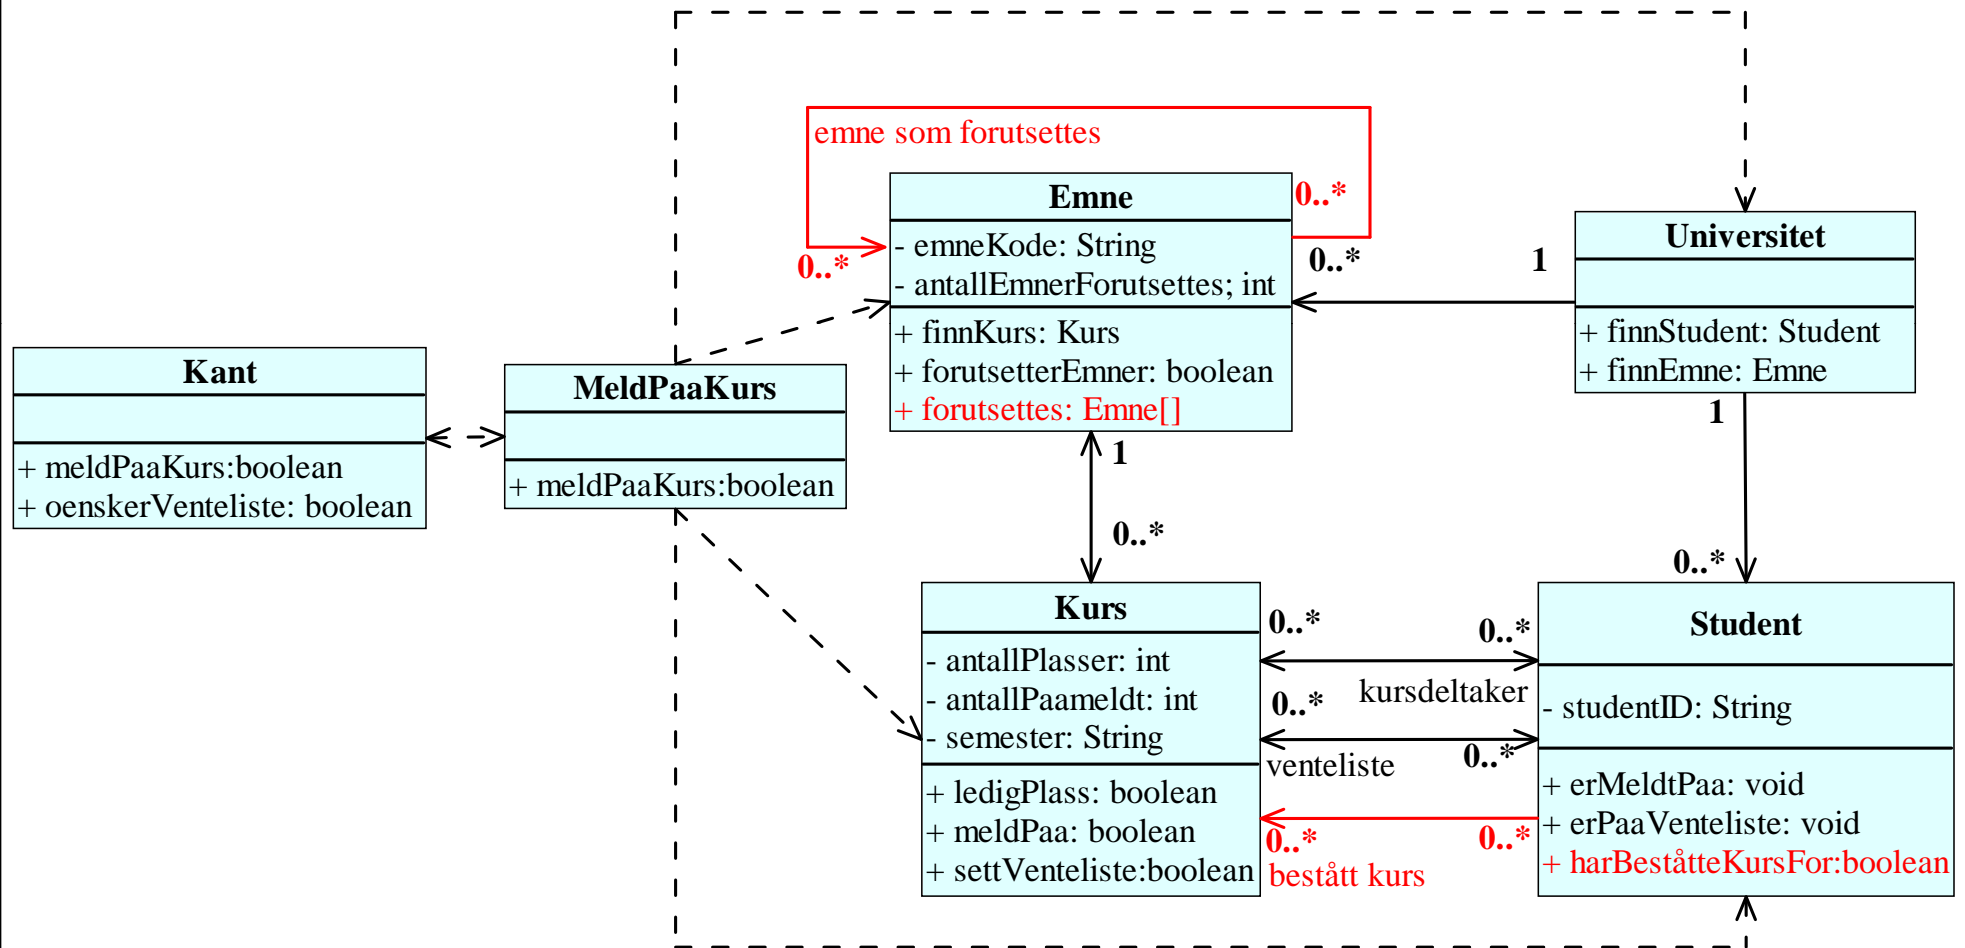 emne som forutsettes
0..*
0..*
Emne
- emneKode: String
- antallEmnerForutsettes; int
+ finnKurs: Kurs
+ forutsetterEmner: boolean
+ forutsettes: Emne[]
0..*
1
Universitet
+ finnStudent: Student
+ finnEmne: Emne
Kant
+ meldPaaKurs:boolean
+ oenskerVenteliste: boolean
MeldPaaKurs
+ meldPaaKurs:boolean
1
0..*
1
0..*
Kurs
- antallPlasser: int
- antallPaameldt: int
- semester: String
+ ledigPlass: boolean
+ meldPaa: boolean
+ settVenteliste:boolean
0..*
0..*
kursdeltaker
0..*
0..*
venteliste
0..*
0..*
bestått kurs
Student
- studentID: String
+ erMeldtPaa: void
+ erPaaVenteliste: void
+ harBeståtteKursFor:boolean